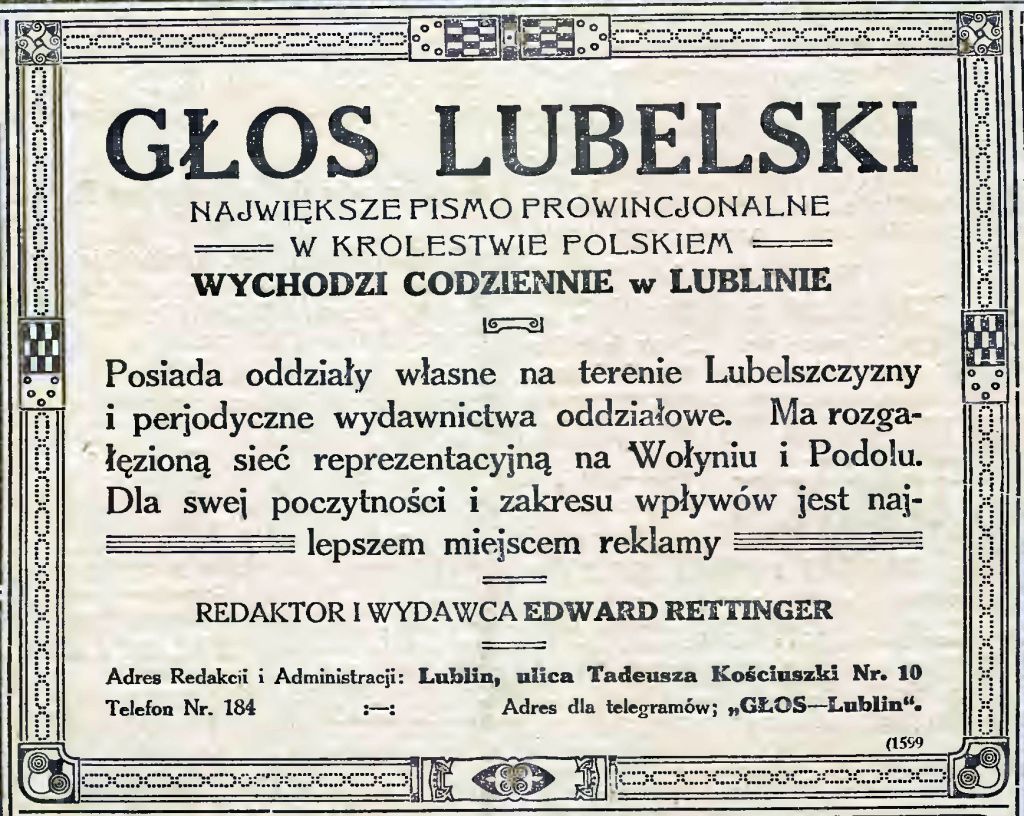 GŁOS LUBELSKI
NAJWIĘKSZE PISMO PROWINCJONALNE
W KRÓLESTWIE POLSKIEM
WYCHODZI CODZIENNIE w LUBLINIE
Posiada oddziały własne na terenie Lubelszczyzny
i perjodyczne wydawnictwa oddziałowe. Ma rozga-
łęzioną sieć reprezentacyjną na Wołyniu i Podolu.
Dla swej poczytności i zakresu wpływów jest naj-
lepszem miejscem reklamy
REDAKTOR I WYDAWCA EDWARD RETTINGER
Adres Redakcji i Administracji: Lublin, ulica Tadeusza Kościuszki Nr. 10
Telefon Nr. 184 :—: Adres dla telegramów; „GŁOS—Lublin“.
(1599